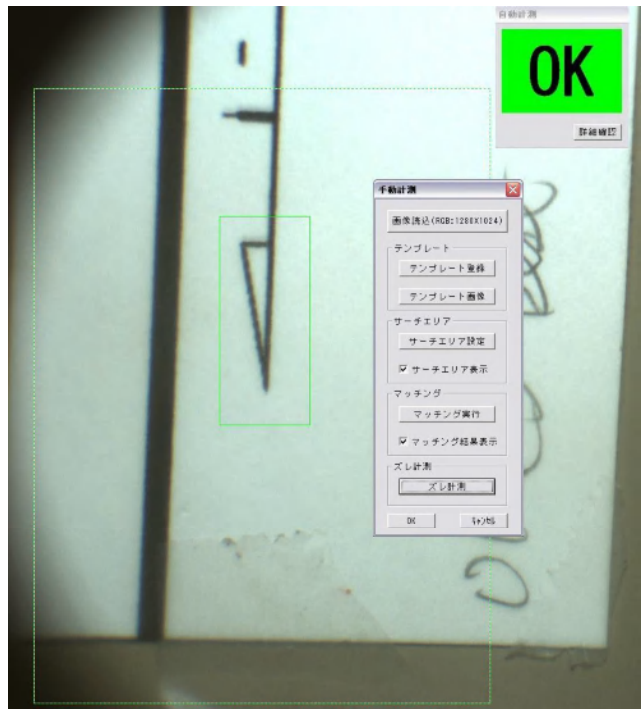 自動計測
OK
詳細確認
手動計測
画像読込(RGB:1280X1024)
テンプレート
テンプレート登録
テンプレート画像
サーチエリア
サーチエリア設定
サーチエリア表示
マッチング
マッチング実行
マッチング結果表示
ズレ計測
ズレ計測
OK
キャンセル